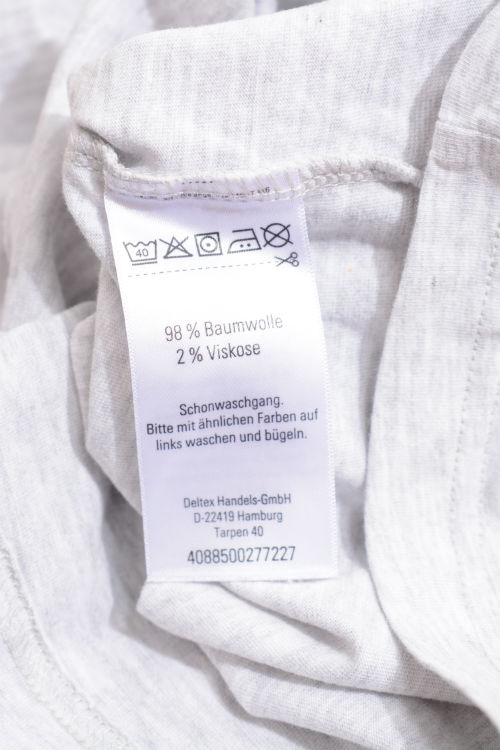 40
98 % Baumwolle
2 % Viskose
Schonwaschgang.
Bitte mit ähnlichen Farben auf
links waschen und bügeln.
Deltex Handels-GmbH
D-22419 Hamburg
Tarpen 40
4088500277227